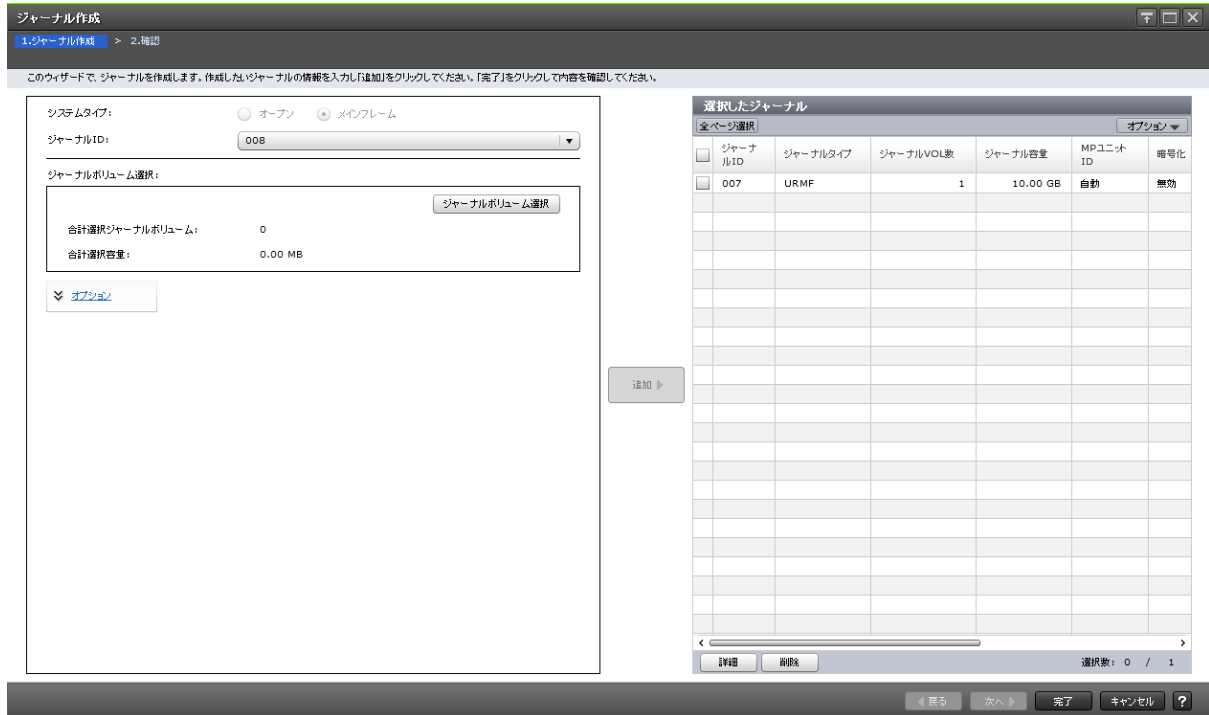 ジャーナル作成
1.ジャーナル作成 > 2.確認
このウィザードで、ジャーナルを作成します。作成したいジャーナルの情報を入力し「追加」をクリックしてください。「完了」をクリックして内容を確認してください。
システムタイプ: オープン メインフレーム
ジャーナルID: 008
ジャーナルボリューム選択:
ジャーナルボリューム選択
合計選択ジャーナルボリューム: 0
合計選択容量: 0.00 MB
オプション
追加
選択したジャーナル
全ページ選択 オプション
ジャーナルID ジャーナルタイプ ジャーナルVOL数 ジャーナル容量 MPユニットID 暗号化
007 URMF 1 10.00 GB 自動 無効
詳細 削除 選択数: 0 / 1
戻る 次へ 完了 キャンセル ?